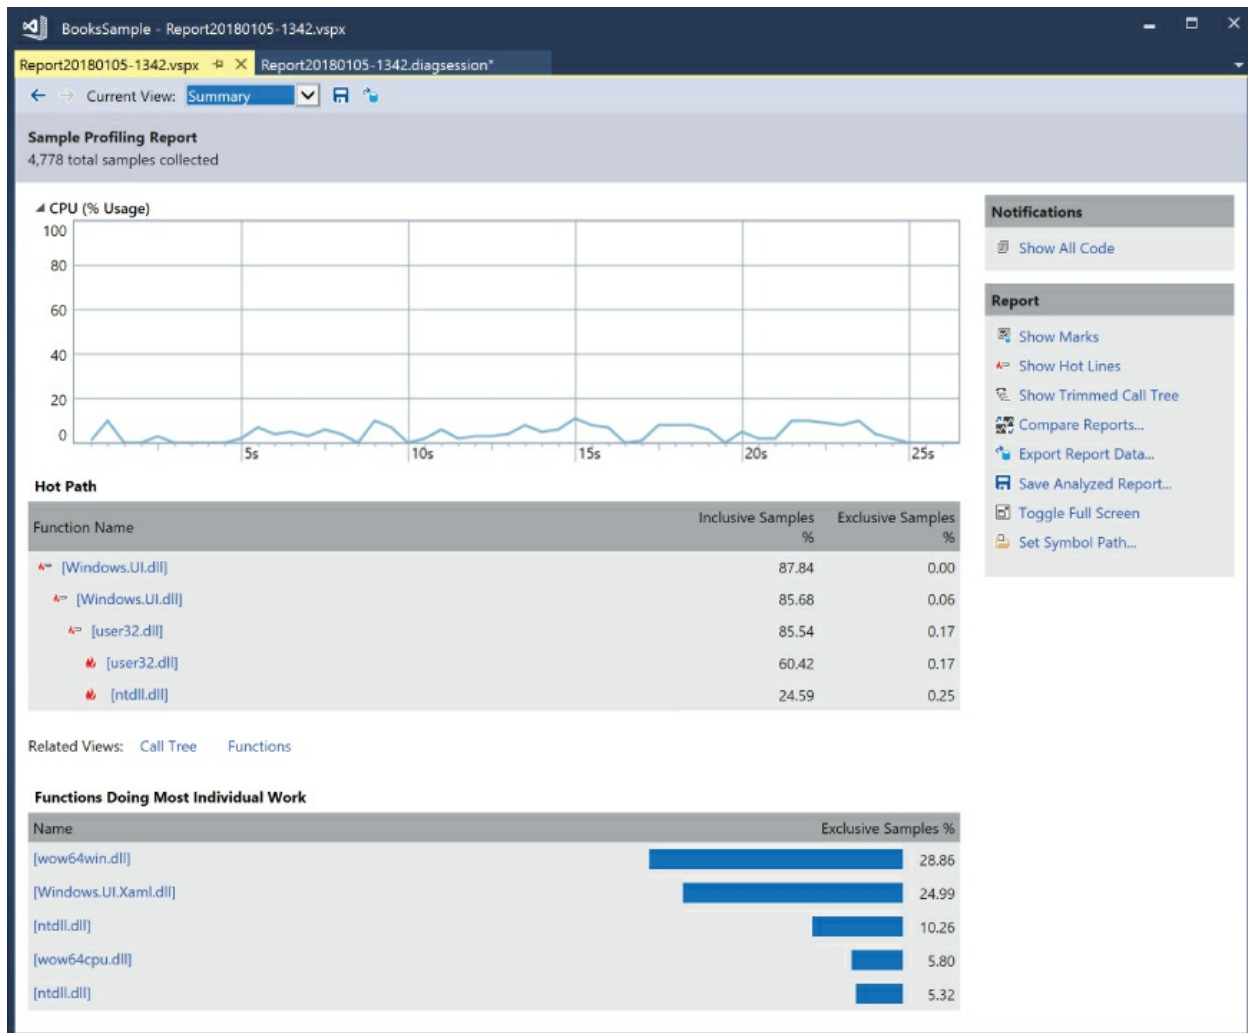 BooksSample - Report20180105-1342.vspx
Report20180105-1342.vspx Report20180105-1342.diagsession*
Current View: Summary
Sample Profiling Report
4,778 total samples collected
CPU (% Usage)
100
80
60
40
20
0
5s 10s 15s 20s 25s
Hot Path
Function Name Inclusive Samples % Exclusive Samples %
[Windows.UI.dll] 87.84 0.00
[Windows.UI.dll] 85.68 0.06
[user32.dll] 85.54 0.17
[user32.dll] 60.42 0.17
[ntdll.dll] 24.59 0.25
Related Views: Call Tree Functions
Functions Doing Most Individual Work
Name Exclusive Samples %
[wow64win.dll] 28.86
[Windows.UI.Xaml.dll] 24.99
[ntdll.dll] 10.26
[wow64cpu.dll] 5.80
[ntdll.dll] 5.32
Notifications
Show All Code
Report
Show Marks
Show Hot Lines
Show Trimmed Call Tree
Compare Reports...
Export Report Data...
Save Analyzed Report...
Toggle Full Screen
Set Symbol Path...